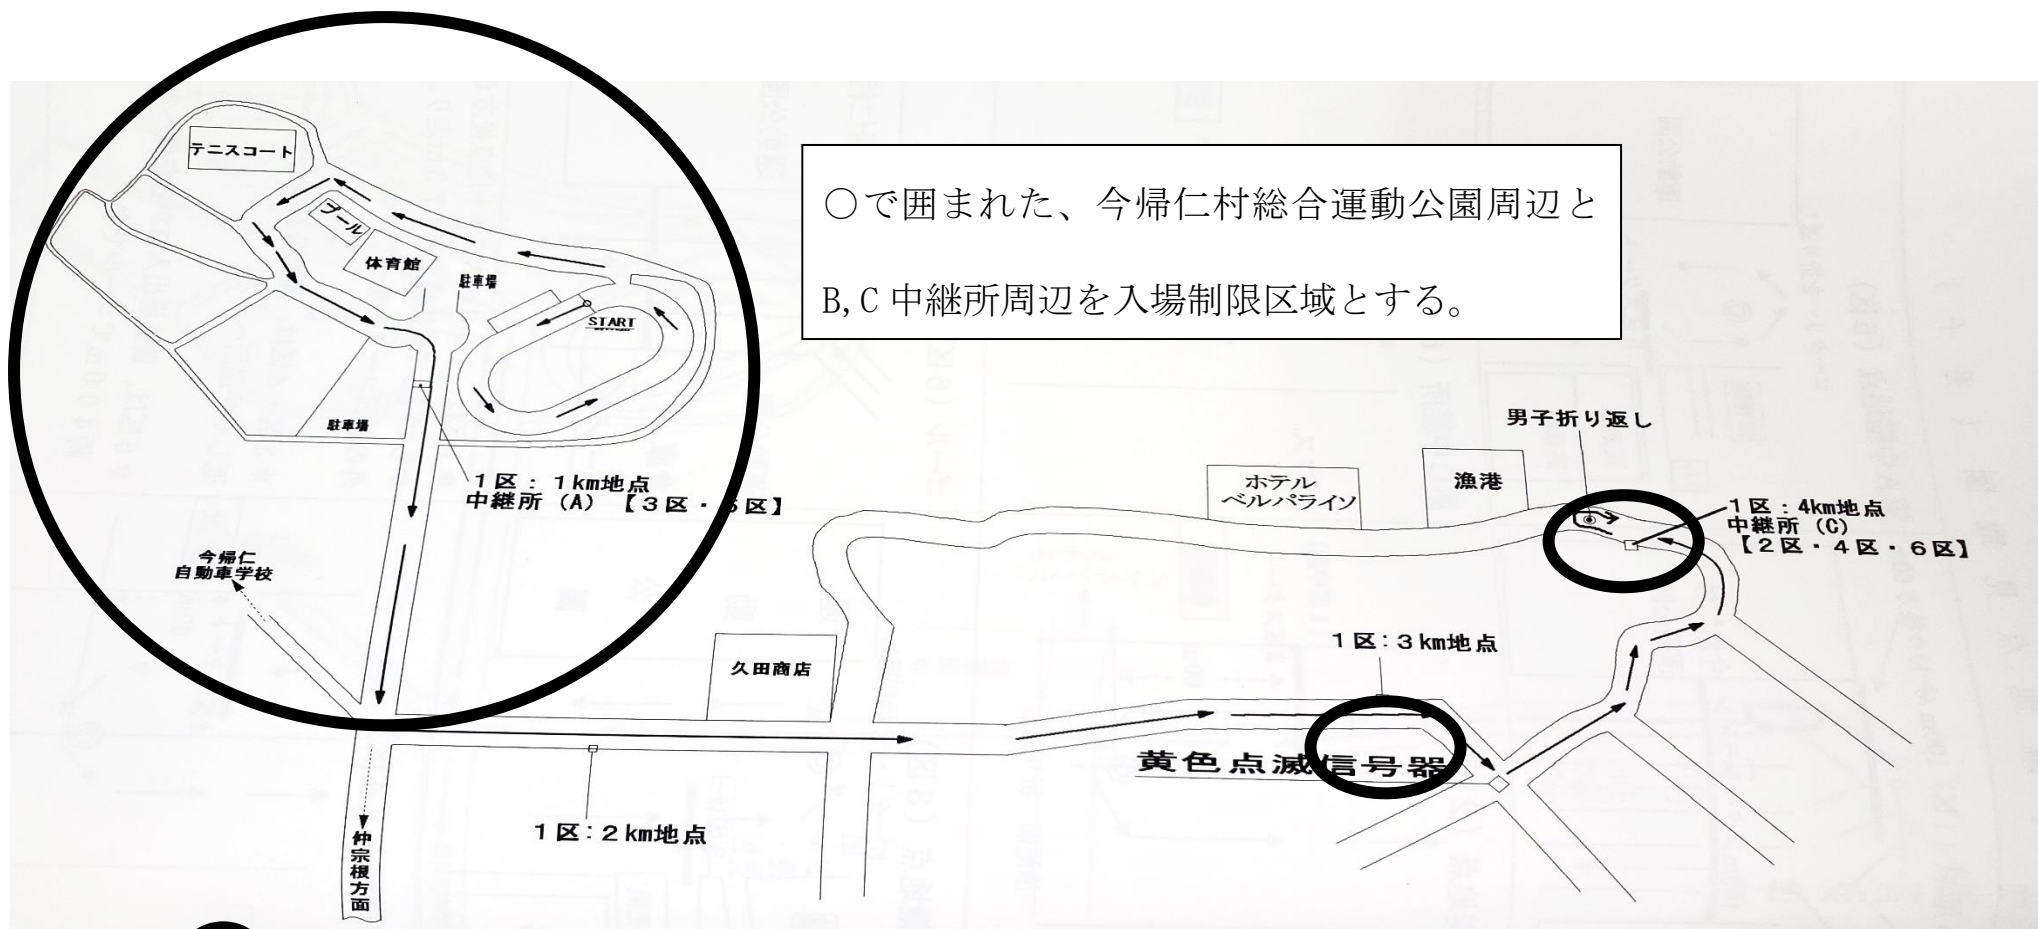 テニスコート
プール
体育館
駐車場
START
駐車場
1区：1km地点
中継所（A）【3区・5区】
今帰仁
自動車学校
○で囲まれた、今帰仁村総合運動公園周辺と
B,C 中継所周辺を入場制限区域とする。
男子折り返し
ホテル
ベルパライソ
漁港
1区：4km地点
中継所（C）
【2区・4区・6区】
1区：3km地点
久田商店
黄色点滅信号器
1区：2km地点
仲宗根方面